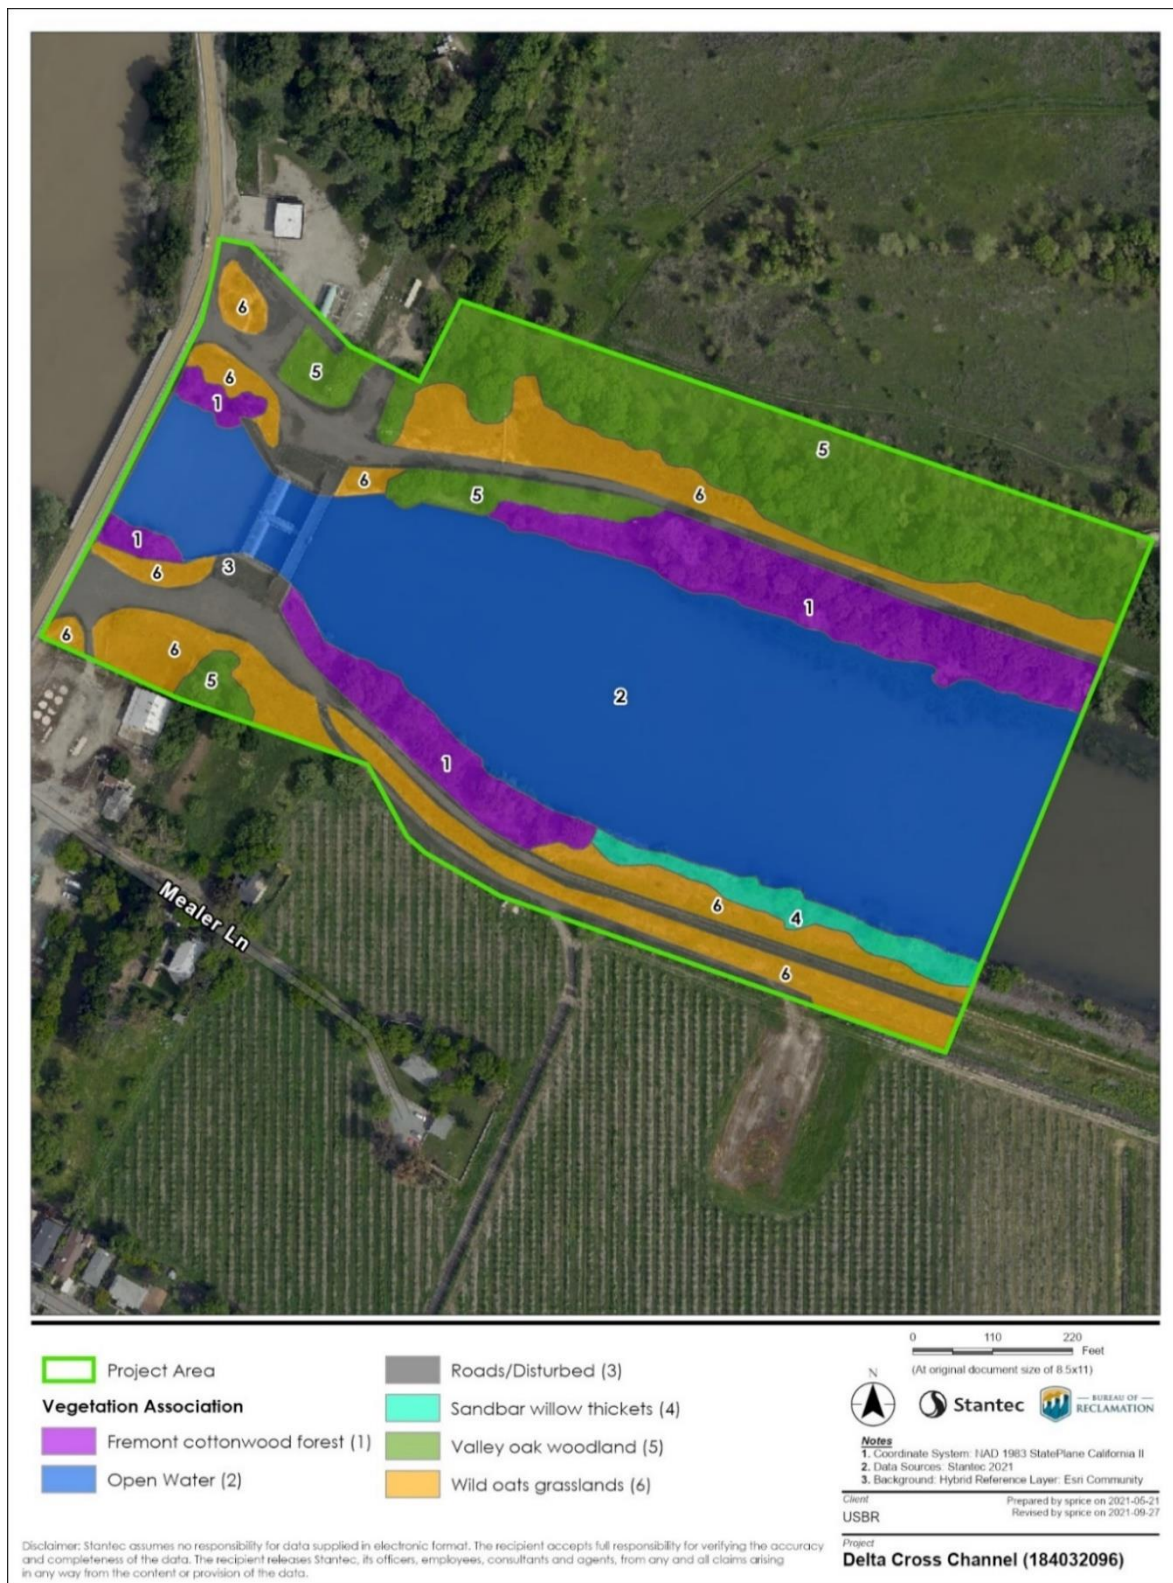 6
5
6
1
5
6
6
5
1
1
6
3
6
6
5
2
1
1
6
4
6
Mealer Ln
Project Area
Vegetation Association
Fremont cottonwood forest (1)
Open Water (2)
Roads/Disturbed (3)
Sandbar willow thickets (4)
Valley oak woodland (5)
Wild oats grasslands (6)
0 110 220
Feet
(At original document size of 8.5x11)
N
Stantec
BUREAU OF
RECLAMATION
Notes
1. Coordinate System: NAD 1983 StatePlane California II
2. Data Sources: Stantec 2021
3. Background: Hybrid Reference Layer: Esri Community
Client
USBR
Prepared by sprice on 2021-05-21
Revised by sprice on 2021-09-27
Project
Delta Cross Channel (184032096)
Disclaimer: Stantec assumes no responsibility for data supplied in electronic format. The recipient accepts full responsibility for verifying the accuracy
and completeness of the data. The recipient releases Stantec, its officers, employees, consultants and agents, from any and all claims arising
in any way from the content or provision of the data.